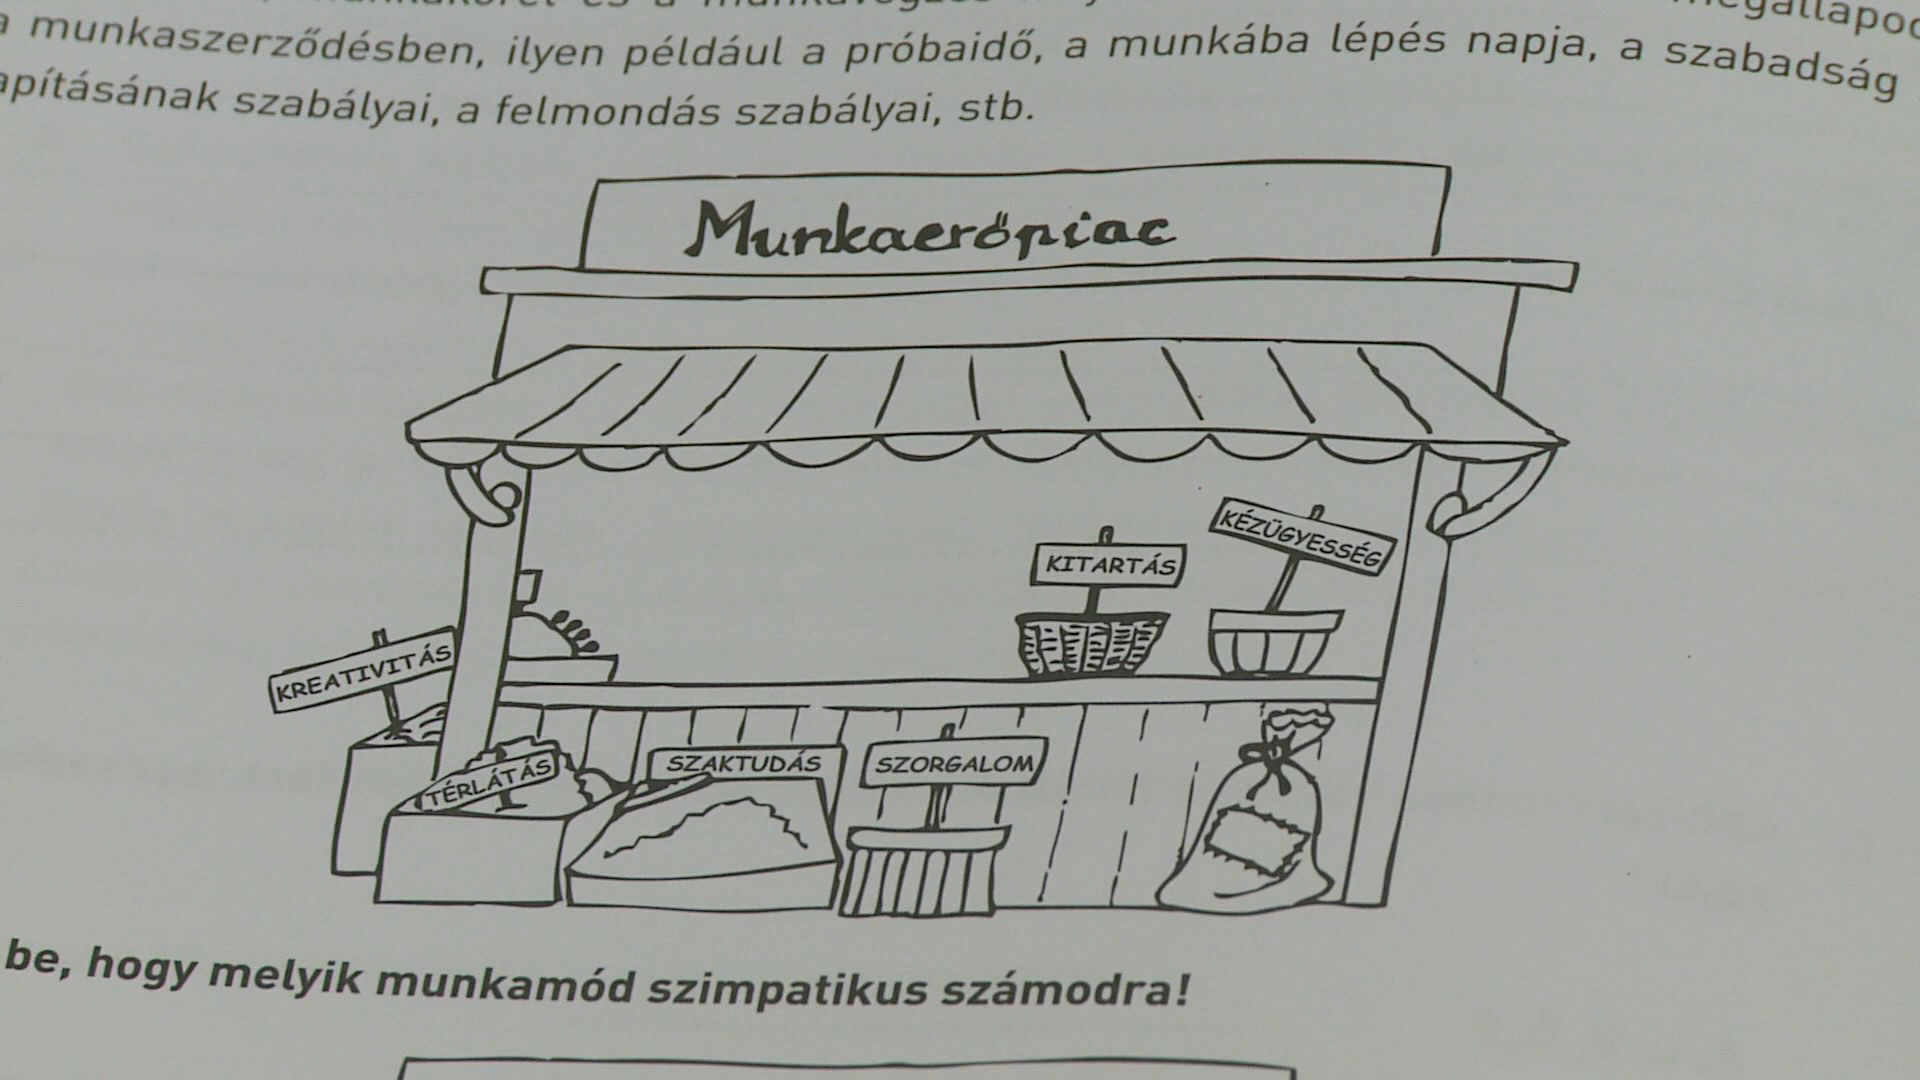 a munkaszerződésben, ilyen például a próbaidő, a munkába lépés napja, a szabadság
szabályai, a felmondás szabályai, stb.
Munkaerőpiac
KITARTÁS
KÉZÜGYESSÉG
KREATIVITÁS
TÉRLÁTÁS
SZAKTUDÁS
SZORGALOM
be, hogy melyik munkamód szimpatikus számodra!